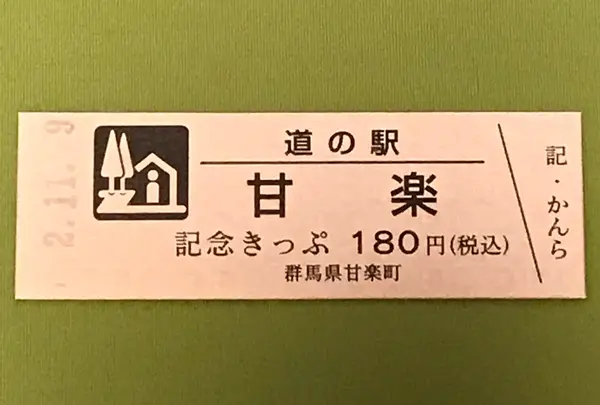 2.11.9
道の駅
甘楽
記念きっぷ 180円(税込)
群馬県甘楽町
記・かんら